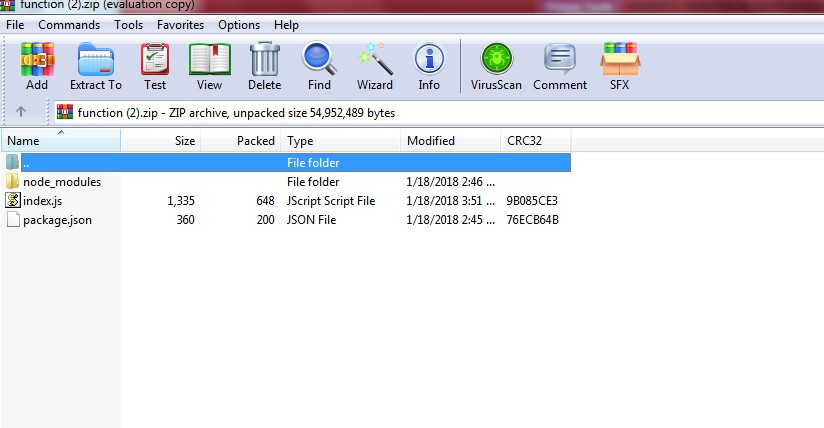 function (2).zip (evaluation copy)
File Commands Tools Favorites Options Help
Add Extract To Test View Delete Find Wizard Info VirusScan Comment SFX
function (2).zip - ZIP archive, unpacked size 54,952,489 bytes
Name Size Packed Type Modified CRC32
.. File folder
node_modules File folder 1/18/2018 2:46 ...
index.js 1,335 648 JScript Script File 1/18/2018 3:51 ... 9B085CE3
package.json 360 200 JSON File 1/18/2018 2:45 ... 76ECB64B